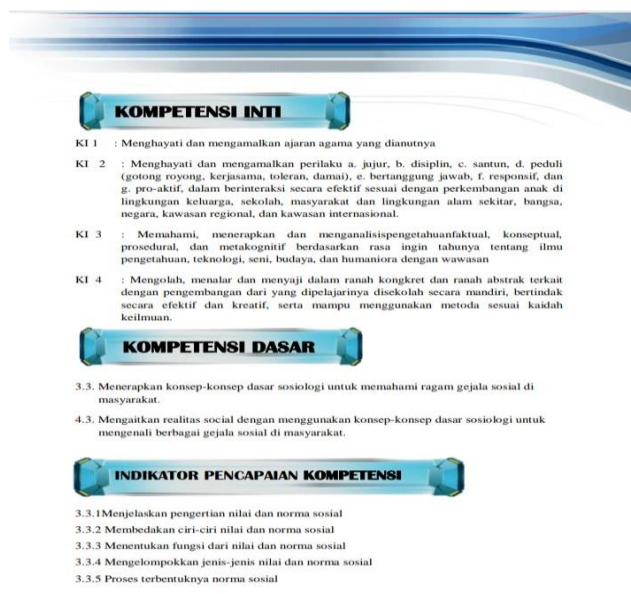 KOMPETENSI INTI
KI 1 : Menghayati dan mengamalkan ajaran agama yang dianutnya
KI 2 : Menghayati dan mengamalkan perilaku a. jujur, b. disiplin, c. santun, d. peduli
(gotong royong, kerjasama, toleran, damai), e. bertanggung jawab, f. responsif, dan
g. pro-aktif, dalam berinteraksi secara efektif sesuai dengan perkembangan anak di
lingkungan keluarga, sekolah, masyarakat dan lingkungan alam sekitar, bangsa,
negara, kawasan regional, dan kawasan internasional.
KI 3 : Memahami, menerapkan dan menganalisispengetahuanfaktual, konseptual,
prosedural, dan metakognitif berdasarkan rasa ingin tahunya tentang ilmu
pengetahuan, teknologi, seni, budaya, dan humaniora dengan wawasan
KI 4 : Mengolah, menalar dan menyaji dalam ranah kongkret dan ranah abstrak terkait
dengan pengembangan dari yang dipelajarinya disekolah secara mandiri, bertindak
secara efektif dan kreatif, serta mampu menggunakan metoda sesuai kaidah
keilmuan.
KOMPETENSI DASAR
3.3. Menerapkan konsep-konsep dasar sosiologi untuk memahami ragam gejala sosial di
masyarakat.
4.3. Mengaitkan realitas social dengan menggunakan konsep-konsep dasar sosiologi untuk
mengenali berbagai gejala sosial di masyarakat.
INDIKATOR PENCAPAIAN KOMPETENSI
3.3.1Menjelaskan pengertian nilai dan norma sosial
3.3.2 Membedakan ciri-ciri nilai dan norma sosial
3.3.3 Menentukan fungsi dari nilai dan norma sosial
3.3.4 Mengelompokkan jenis-jenis nilai dan norma sosial
3.3.5 Proses terbentuknya norma sosial